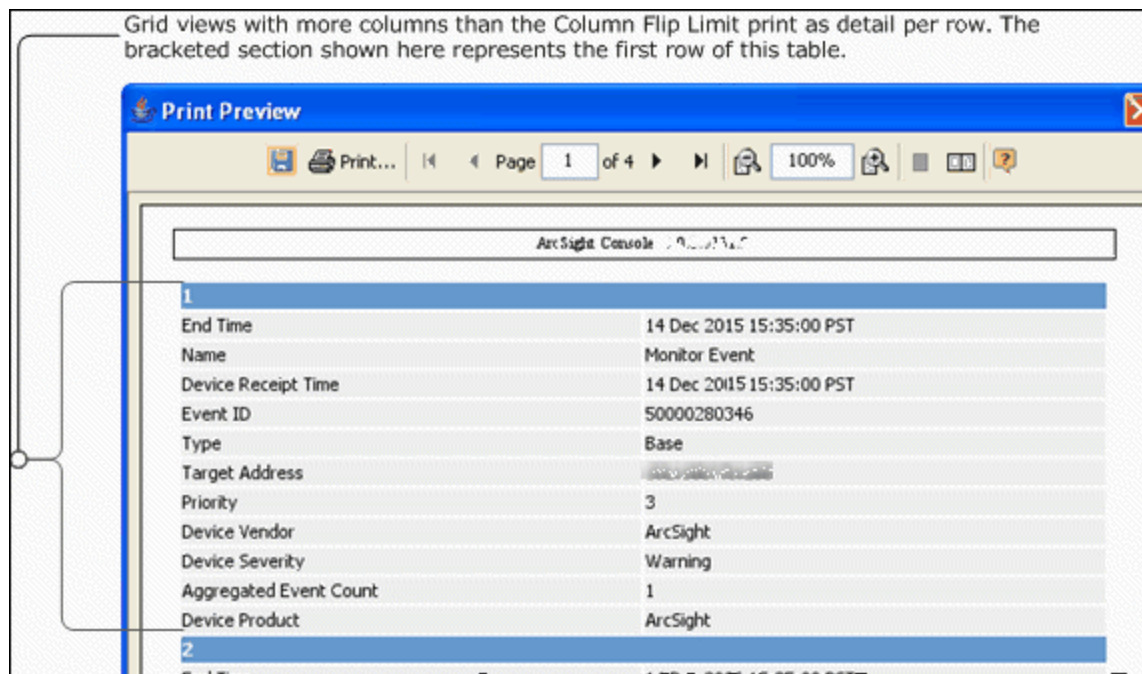 Grid views with more columns than the Column Flip Limit print as detail per row. The
bracketed section shown here represents the first row of this table.
Print Preview
Print... Page 1 of 4 100%
ArcSight Console
1
End Time 14 Dec 2015 15:35:00 PST
Name Monitor Event
Device Receipt Time 14 Dec 2015 15:35:00 PST
Event ID 50000280346
Type Base
Target Address
Priority 3
Device Vendor ArcSight
Device Severity Warning
Aggregated Event Count 1
Device Product ArcSight
2